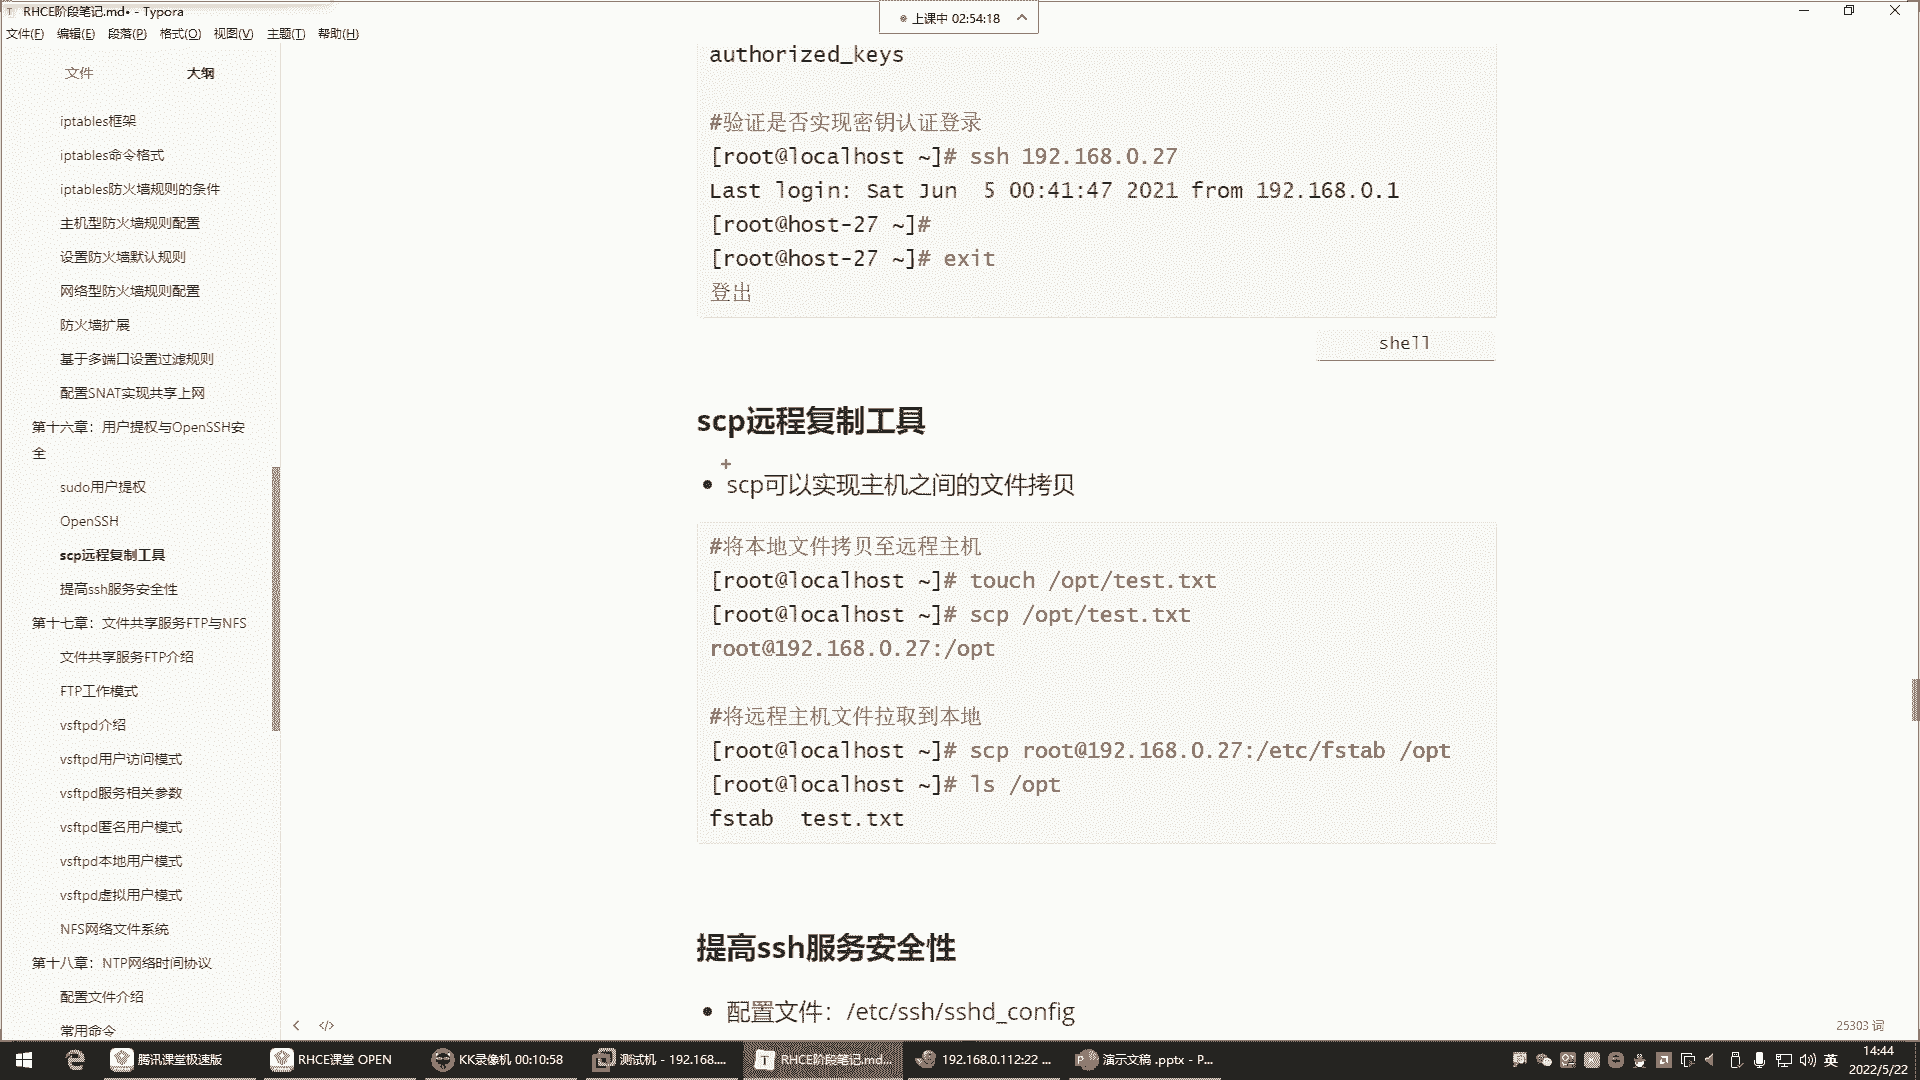 RHCE阶段笔记.md• - Typora
上课中 02:54:18
文件(F) 编辑(E) 段落(P) 格式(O) 视图(V) 主题(T) 帮助(H)
文件 大纲
iptables框架
iptables命令格式
iptables防火墙规则的条件
主机型防火墙规则配置
设置防火墙默认规则
网络型防火墙规则配置
防火墙扩展
基于多端口设置过滤规则
配置SNAT实现共享上网
第十六章：用户提权与OpenSSH安
全
sudo用户提权
OpenSSH
scp远程复制工具
提高ssh服务安全性
第十七章：文件共享服务FTP与NFS
文件共享服务FTP介绍
FTP工作模式
vsftpd介绍
vsftpd用户访问模式
vsftpd服务相关参数
vsftpd匿名用户模式
vsftpd本地用户模式
vsftpd虚拟用户模式
NFS网络文件系统
第十八章：NTP网络时间协议
配置文件介绍
常用命令
authorized_keys
#验证是否实现密钥认证登录
[root@localhost ~]# ssh 192.168.0.27
Last login: Sat Jun  5 00:41:47 2021 from 192.168.0.1
[root@host-27 ~]#
[root@host-27 ~]# exit
登出
shell
scp远程复制工具
• scp可以实现主机之间的文件拷贝
#将本地文件拷贝至远程主机
[root@localhost ~]# touch /opt/test.txt
[root@localhost ~]# scp /opt/test.txt
root@192.168.0.27:/opt
#将远程主机文件拉取到本地
[root@localhost ~]# scp root@192.168.0.27:/etc/fstab /opt
[root@localhost ~]# ls /opt
fstab  test.txt
提高ssh服务安全性
• 配置文件：/etc/ssh/sshd_config
25303 词
腾讯课堂极速版 RHCE课堂 OPEN KK录像机 00:10:58 测试机 - 192.168.... RHCE阶段笔记.md... 192.168.0.112:22 ... 演示文稿 .pptx - P...
英 14:44
2022/5/22